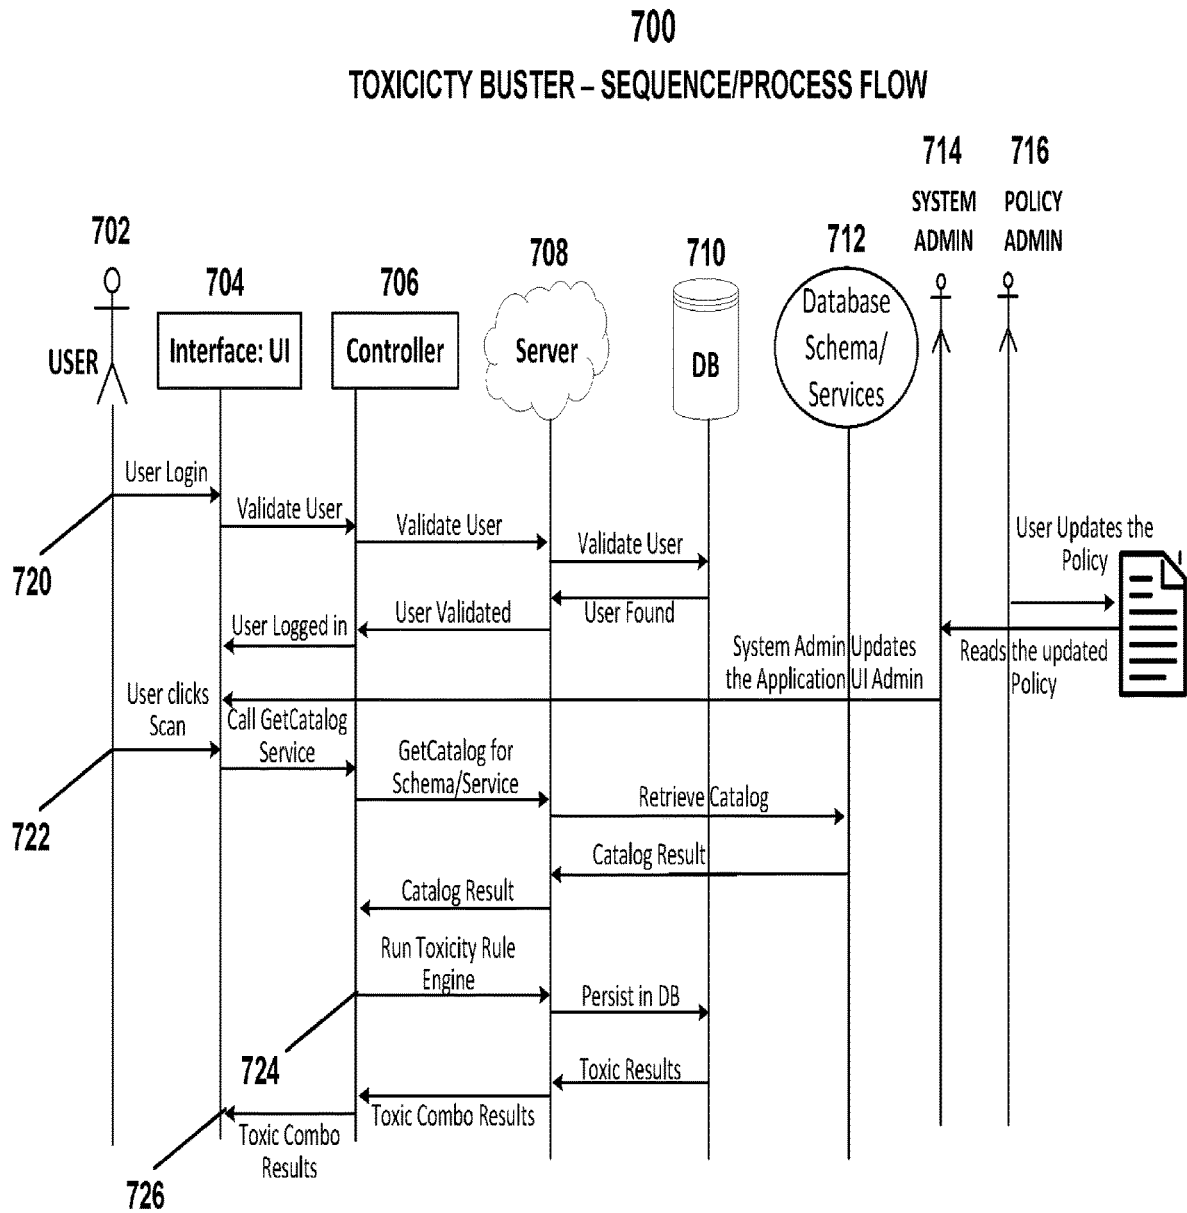 700
TOXICICTY BUSTER – SEQUENCE/PROCESS FLOW
714
716
SYSTEM
ADMIN
POLICY
ADMIN
702
704
706
708
710
712
USER
Interface: UI
Controller
Server
DB
Database
Schema/
Services
User Login
Validate User
Validate User
Validate User
720
User Updates the
Policy
User Found
User Validated
User Logged in
Reads the updated
Policy
System Admin Updates
the Application UI Admin
User clicks
Scan
Call GetCatalog
Service
GetCatalog for
Schema/Service
Retrieve Catalog
722
Catalog Result
Catalog Result
Run Toxicity Rule
Engine
Persist in DB
724
Toxic Results
Toxic Combo Results
Toxic Combo
Results
726